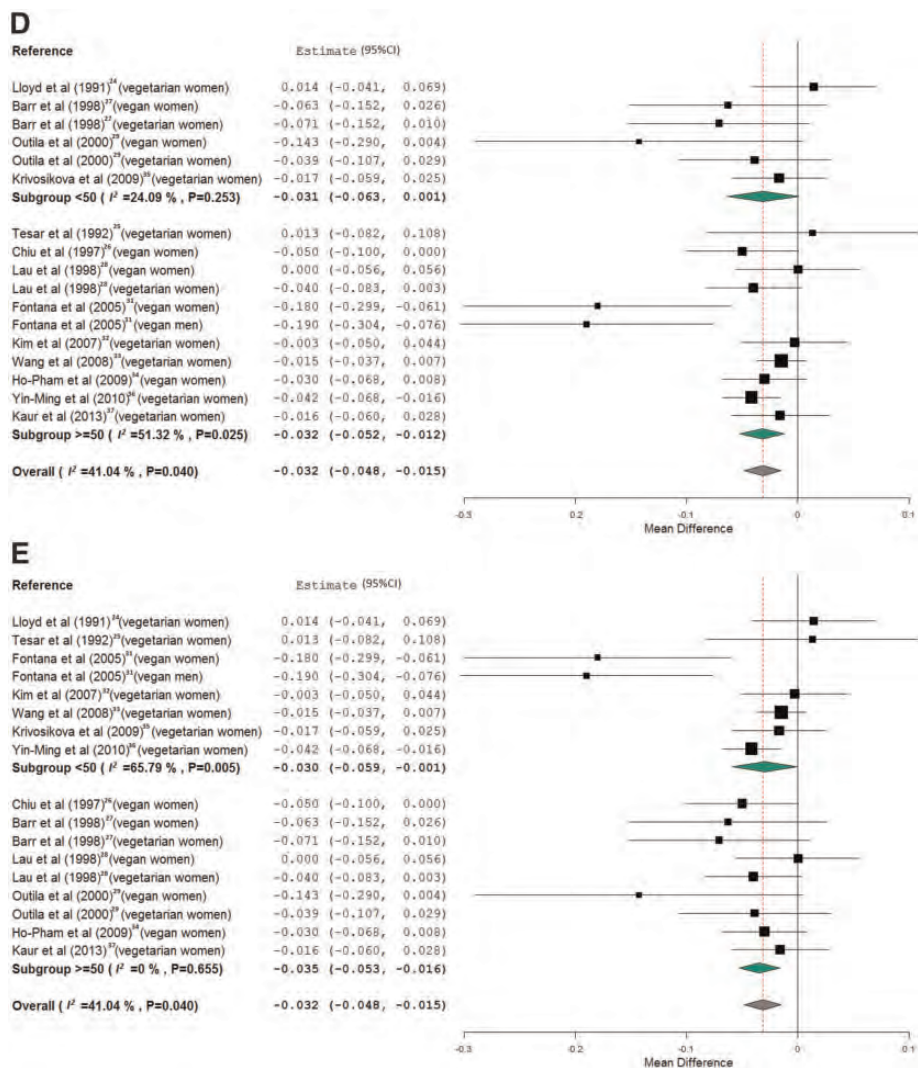 D
Reference Estimate (95%CI)
Lloyd et al (1991)24(vegetarian women) 0.014 (-0.041, 0.069)
Barr et al (1998)27(vegan women) -0.063 (-0.152, 0.026)
Barr et al (1998)27(vegetarian women) -0.071 (-0.152, 0.010)
Outila et al (2000)29(vegan women) -0.143 (-0.290, 0.004)
Outila et al (2000)29(vegetarian women) -0.039 (-0.107, 0.029)
Krivosikova et al (2009)35(vegetarian women) -0.017 (-0.059, 0.025)
Subgroup <50 ( I² =24.09 % , P=0.253) -0.031 (-0.063, 0.001)
Tesar et al (1992)25(vegetarian women) 0.013 (-0.082, 0.108)
Chiu et al (1997)26(vegan women) -0.050 (-0.100, 0.000)
Lau et al (1998)28(vegan women) 0.000 (-0.056, 0.056)
Lau et al (1998)28(vegetarian women) -0.040 (-0.083, 0.003)
Fontana et al (2005)31(vegan women) -0.180 (-0.299, -0.061)
Fontana et al (2005)31(vegan men) -0.190 (-0.304, -0.076)
Kim et al (2007)32(vegetarian women) -0.003 (-0.050, 0.044)
Wang et al (2008)33(vegetarian women) -0.015 (-0.037, 0.007)
Ho-Pham et al (2009)34(vegan women) -0.030 (-0.068, 0.008)
Yin-Ming et al (2010)36(vegetarian women) -0.042 (-0.068, -0.016)
Kaur et al (2013)37(vegetarian women) -0.016 (-0.060, 0.028)
Subgroup >=50 ( I² =51.32 % , P=0.025) -0.032 (-0.052, -0.012)
Overall ( I² =41.04 % , P=0.040) -0.032 (-0.048, -0.015)
-0.3 -0.2 -0.1 0 0.1
Mean Difference
E
Reference Estimate (95%CI)
Lloyd et al (1991)24(vegetarian women) 0.014 (-0.041, 0.069)
Tesar et al (1992)25(vegetarian women) 0.013 (-0.082, 0.108)
Fontana et al (2005)31(vegan women) -0.180 (-0.299, -0.061)
Fontana et al (2005)31(vegan men) -0.190 (-0.304, -0.076)
Kim et al (2007)32(vegetarian women) -0.003 (-0.050, 0.044)
Wang et al (2008)33(vegetarian women) -0.015 (-0.037, 0.007)
Krivosikova et al (2009)35(vegetarian women) -0.017 (-0.059, 0.025)
Yin-Ming et al (2010)36(vegetarian women) -0.042 (-0.068, -0.016)
Subgroup <50 ( I² =65.79 % , P=0.005) -0.030 (-0.059, -0.001)
Chiu et al (1997)26(vegan women) -0.050 (-0.100, 0.000)
Barr et al (1998)27(vegan women) -0.063 (-0.152, 0.026)
Barr et al (1998)27(vegetarian women) -0.071 (-0.152, 0.010)
Lau et al (1998)28(vegan women) 0.000 (-0.056, 0.056)
Lau et al (1998)28(vegetarian women) -0.040 (-0.083, 0.003)
Outila et al (2000)29(vegan women) -0.143 (-0.290, 0.004)
Outila et al (2000)29(vegetarian women) -0.039 (-0.107, 0.029)
Ho-Pham et al (2009)34(vegan women) -0.030 (-0.068, 0.008)
Kaur et al (2013)37(vegetarian women) -0.016 (-0.060, 0.028)
Subgroup >=50 ( I² =0 % , P=0.655) -0.035 (-0.053, -0.016)
Overall ( I² =41.04 % , P=0.040) -0.032 (-0.048, -0.015)
-0.3 -0.2 -0.1 0 0.1
Mean Difference